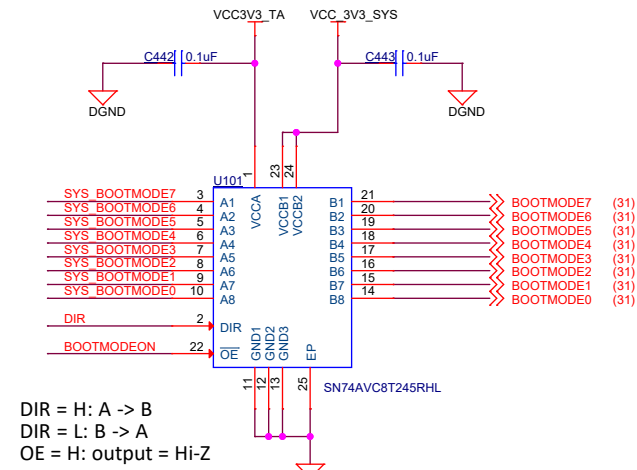 VCC3V3_TA VCC_3V3_SYS
C442 0.1uF C443 0.1uF
DGND DGND
U101
1 23 24
VCCA VCCB1 VCCB2
SYS_BOOTMODE7 3 A1 B1 21 BOOTMODE7 (31)
SYS_BOOTMODE6 4 A2 B2 20 BOOTMODE6 (31)
SYS_BOOTMODE5 5 A3 B3 19 BOOTMODE5 (31)
SYS_BOOTMODE4 6 A4 B4 18 BOOTMODE4 (31)
SYS_BOOTMODE3 7 A5 B5 17 BOOTMODE3 (31)
SYS_BOOTMODE2 8 A6 B6 16 BOOTMODE2 (31)
SYS_BOOTMODE1 9 A7 B7 15 BOOTMODE1 (31)
SYS_BOOTMODE0 10 A8 B8 14 BOOTMODE0 (31)
DIR 2 DIR
BOOTMODEON 22 OE
GND1 GND2 GND3 EP
11 12 13 25
SN74AVC8T245RHL
DIR = H: A -> B
DIR = L: B -> A
OE = H: output = Hi-Z